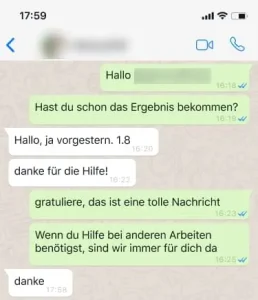 17:59
Hallo
16:18
Hast du schon das Ergebnis bekommen?
16:19
Hallo, ja vorgestern. 1.8
16:20
danke für die Hilfe!
16:22
gratuliere, das ist eine tolle Nachricht
16:23
Wenn du Hilfe bei anderen Arbeiten
benötigst, sind wir immer für dich da
16:25
danke
17:58